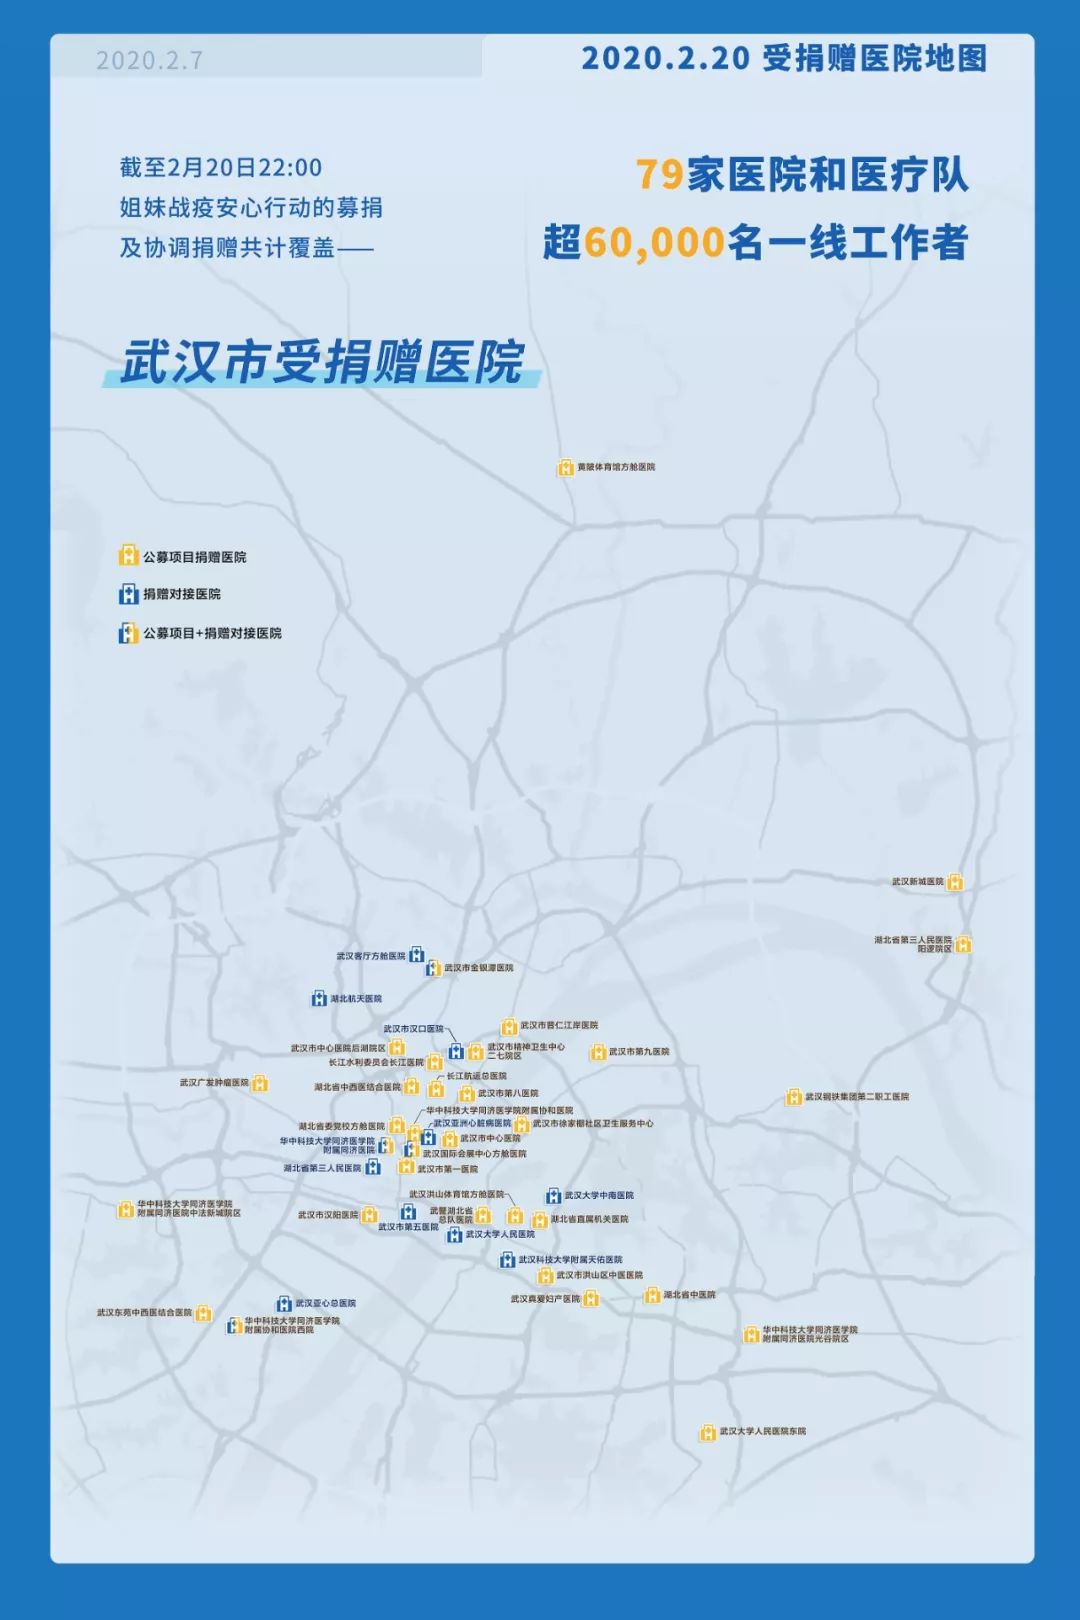 2020.2.7
2020.2.20 受捐赠医院地图
截至2月20日22:00
姐妹战疫安心行动的募捐
及协调捐赠共计覆盖——
79家医院和医疗队
超60,000名一线工作者
武汉市受捐赠医院
黄陂体育馆方舱医院
公募项目捐赠医院
捐赠对接医院
公募项目+捐赠对接医院
武汉新城医院
湖北省第三人民医院
阳逻院区
武汉客厅方舱医院
武汉市金银潭医院
湖北航天医院
武汉市汉口医院
武汉市普仁江岸医院
武汉市中心医院后湖院区
武汉市精神卫生中心
二七院区
武汉市第九医院
长江水利委员会长江医院
长江航运总医院
武汉广发肿瘤医院
湖北省中西医结合医院
武汉市第八医院
武汉钢铁集团第二职工医院
华中科技大学同济医学院附属协和医院
湖北省委党校方舱医院
武汉亚洲心脏病医院
武汉市徐家棚社区卫生服务中心
华中科技大学同济医学院
附属同济医院
武汉市中心医院
武汉国际会展中心方舱医院
湖北省第三人民医院
武汉市第一医院
武汉洪山体育馆方舱医院
武汉大学中南医院
华中科技大学同济医学院
附属同济医院中法新城院区
武汉市汉阳医院
武汉市第五医院
武警湖北省
总队医院
湖北省直属机关医院
武汉大学人民医院
武汉科技大学附属天佑医院
武汉市洪山区中医医院
武汉真爱妇产医院
湖北省中医院
武汉亚心总医院
武汉东苑中西医结合医院
华中科技大学同济医学院
附属协和医院西院
华中科技大学同济医学院
附属同济医院光谷院区
武汉大学人民医院东院